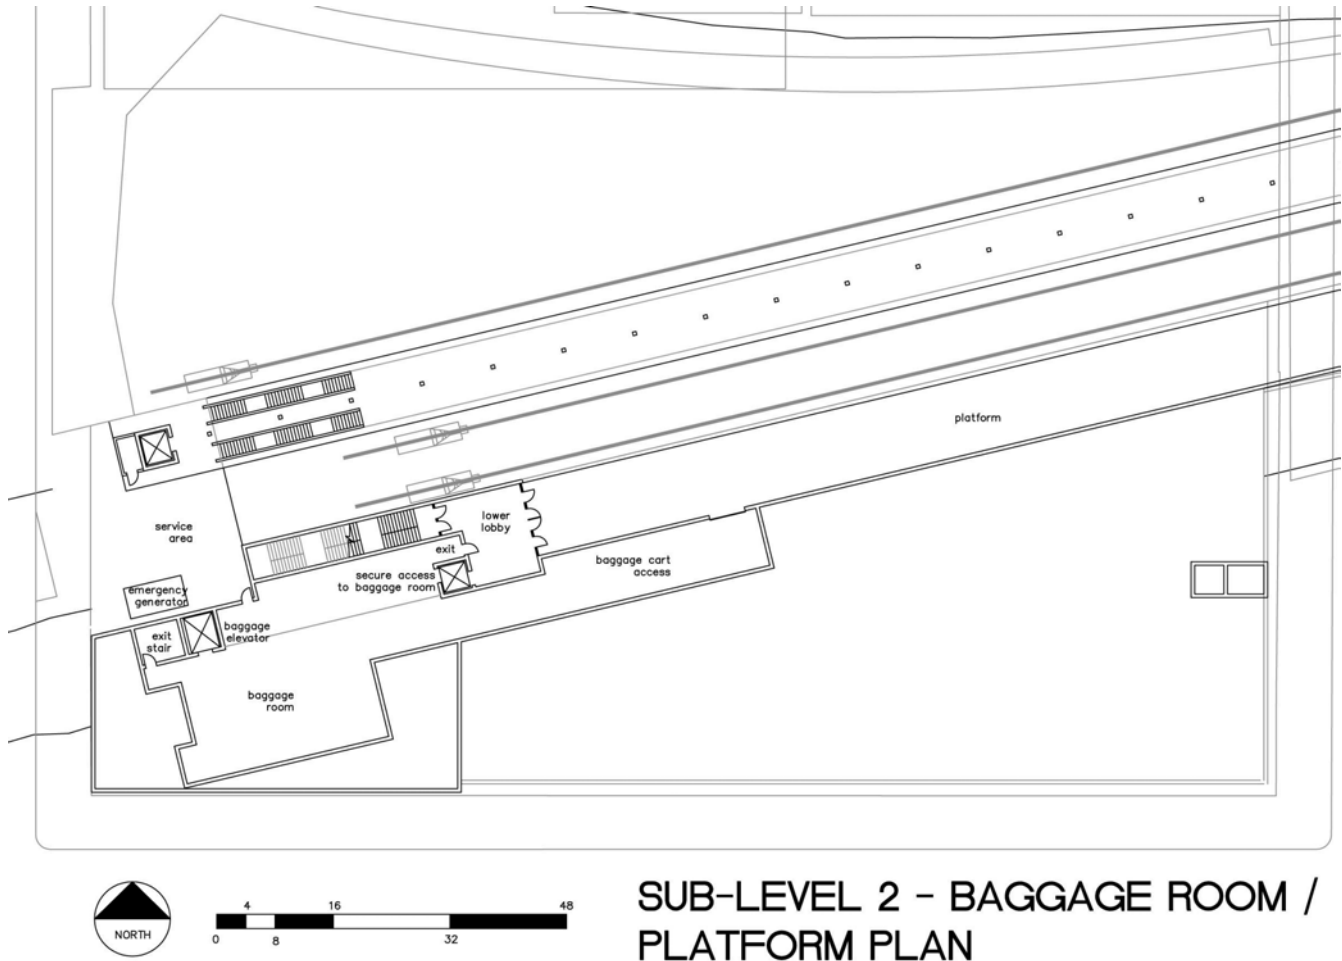 platform
lower
lobby
service
area
exit
baggage cart
access
secure access
to baggage room
emergency
generator
baggage
elevator
exit
stair
baggage
room
NORTH
4 16 48
0 8 32
SUB-LEVEL 2 - BAGGAGE ROOM /
PLATFORM PLAN